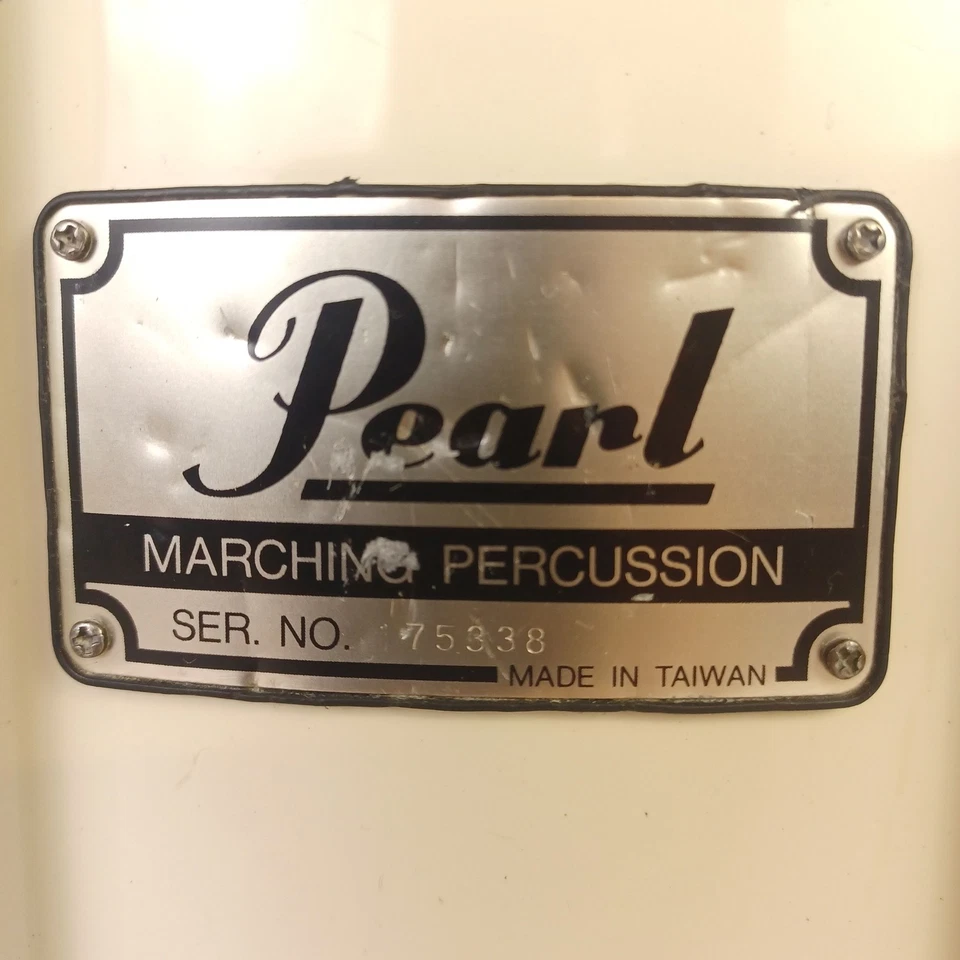 Pearl
MARCHING PERCUSSION
SER. NO. 75338
MADE IN TAIWAN